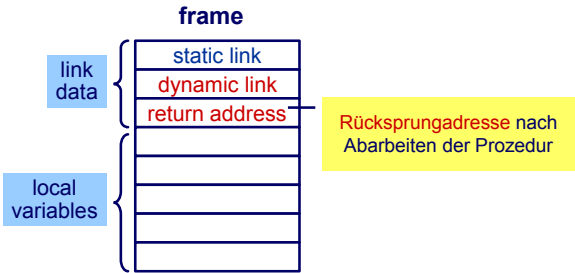 frame
static link
link
data
dynamic link
return address
Rücksprungadresse nach
Abarbeiten der Prozedur
local
variables